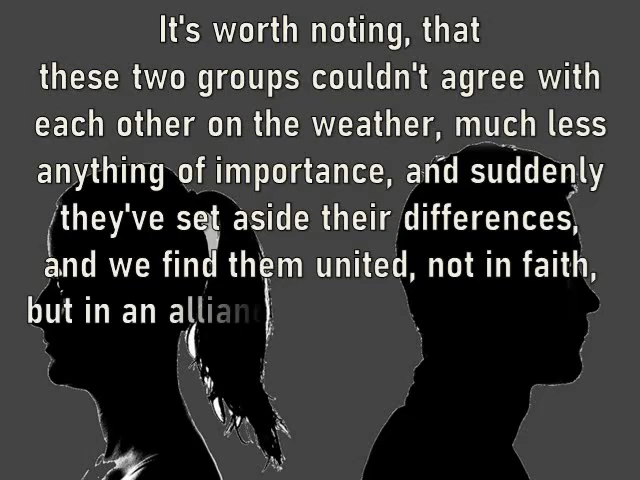 It's worth noting, that
these two groups couldn't agree with
each other on the weather, much less
anything of importance, and suddenly
they've set aside their differences,
and we find them united, not in faith,
but in an